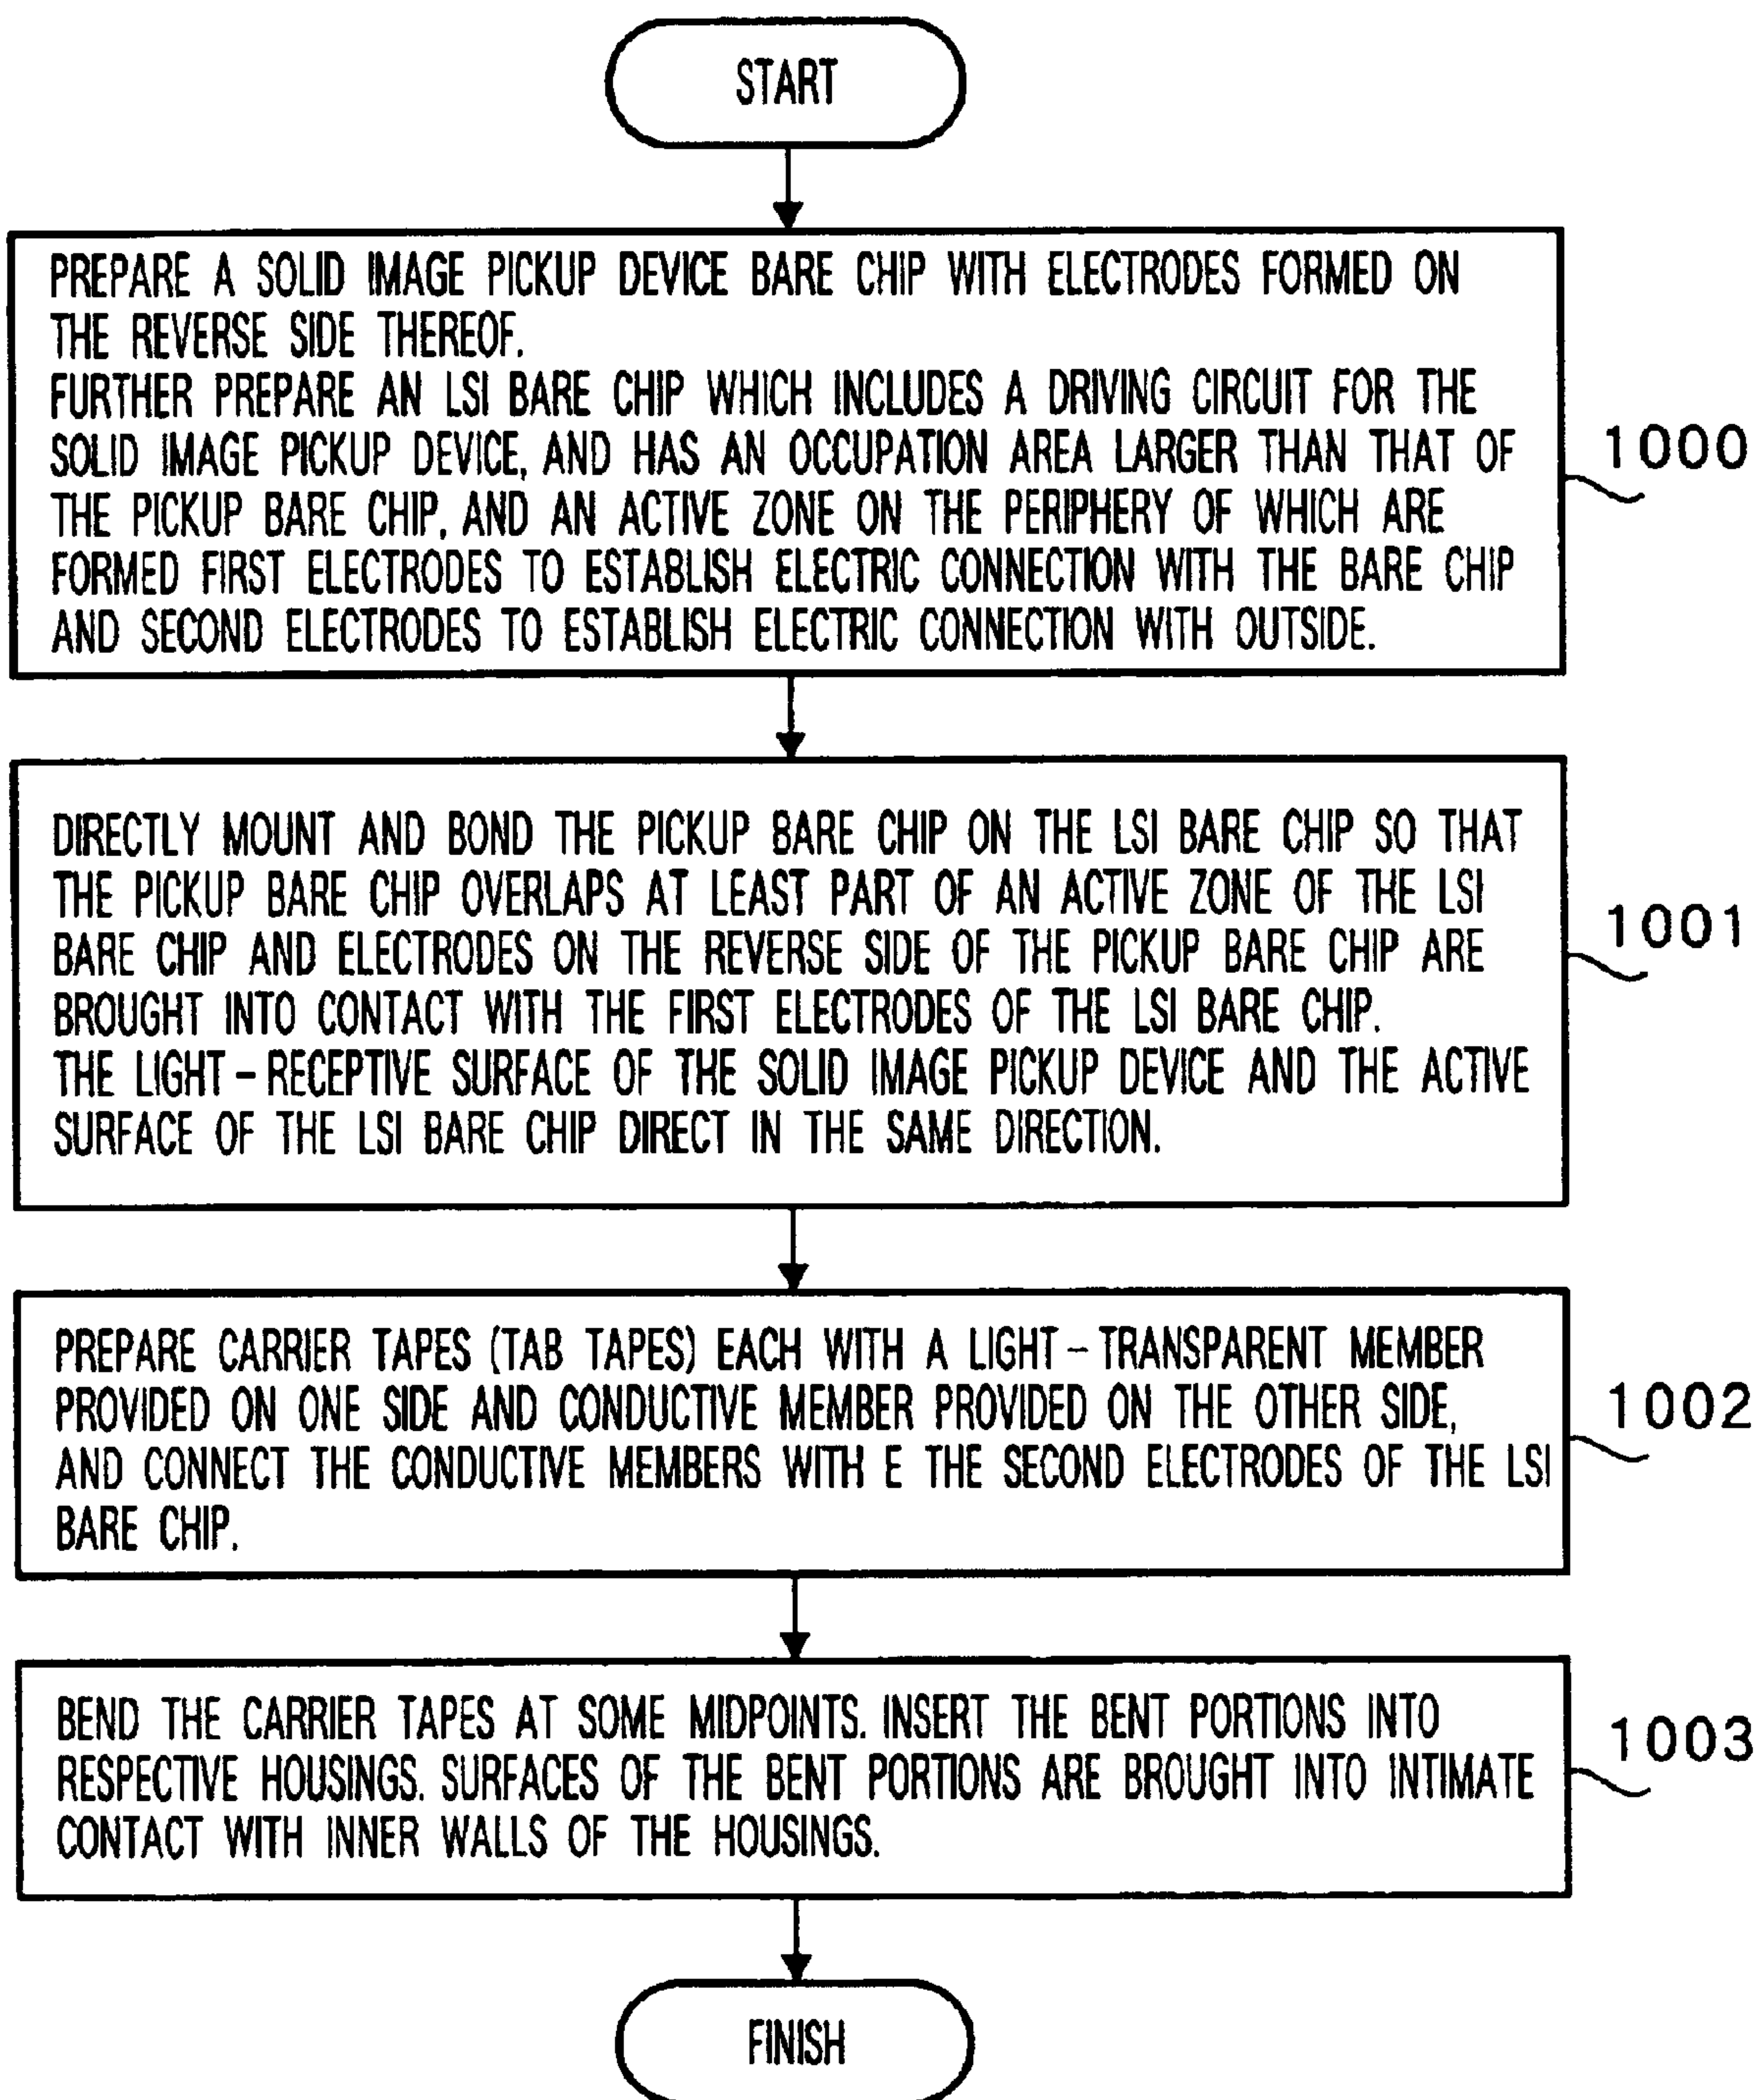 START
PREPARE A SOLID IMAGE PICKUP DEVICE BARE CHIP WITH ELECTRODES FORMED ON
THE REVERSE SIDE THEREOF.
FURTHER PREPARE AN LSI BARE CHIP WHICH INCLUDES A DRIVING CIRCUIT FOR THE
SOLID IMAGE PICKUP DEVICE, AND HAS AN OCCUPATION AREA LARGER THAN THAT OF
THE PICKUP BARE CHIP, AND AN ACTIVE ZONE ON THE PERIPHERY OF WHICH ARE
FORMED FIRST ELECTRODES TO ESTABLISH ELECTRIC CONNECTION WITH THE BARE CHIP
AND SECOND ELECTRODES TO ESTABLISH ELECTRIC CONNECTION WITH OUTSIDE.
1000
DIRECTLY MOUNT AND BOND THE PICKUP BARE CHIP ON THE LSI BARE CHIP SO THAT
THE PICKUP BARE CHIP OVERLAPS AT LEAST PART OF AN ACTIVE ZONE OF THE LSI
BARE CHIP AND ELECTRODES ON THE REVERSE SIDE OF THE PICKUP BARE CHIP ARE
BROUGHT INTO CONTACT WITH THE FIRST ELECTRODES OF THE LSI BARE CHIP.
THE LIGHT-RECEPTIVE SURFACE OF THE SOLID IMAGE PICKUP DEVICE AND THE ACTIVE
SURFACE OF THE LSI BARE CHIP DIRECT IN THE SAME DIRECTION.
1001
PREPARE CARRIER TAPES (TAB TAPES) EACH WITH A LIGHT-TRANSPARENT MEMBER
PROVIDED ON ONE SIDE AND CONDUCTIVE MEMBER PROVIDED ON THE OTHER SIDE,
AND CONNECT THE CONDUCTIVE MEMBERS WITH E THE SECOND ELECTRODES OF THE LSI
BARE CHIP.
1002
BEND THE CARRIER TAPES AT SOME MIDPOINTS. INSERT THE BENT PORTIONS INTO
RESPECTIVE HOUSINGS. SURFACES OF THE BENT PORTIONS ARE BROUGHT INTO INTIMATE
CONTACT WITH INNER WALLS OF THE HOUSINGS.
1003
FINISH